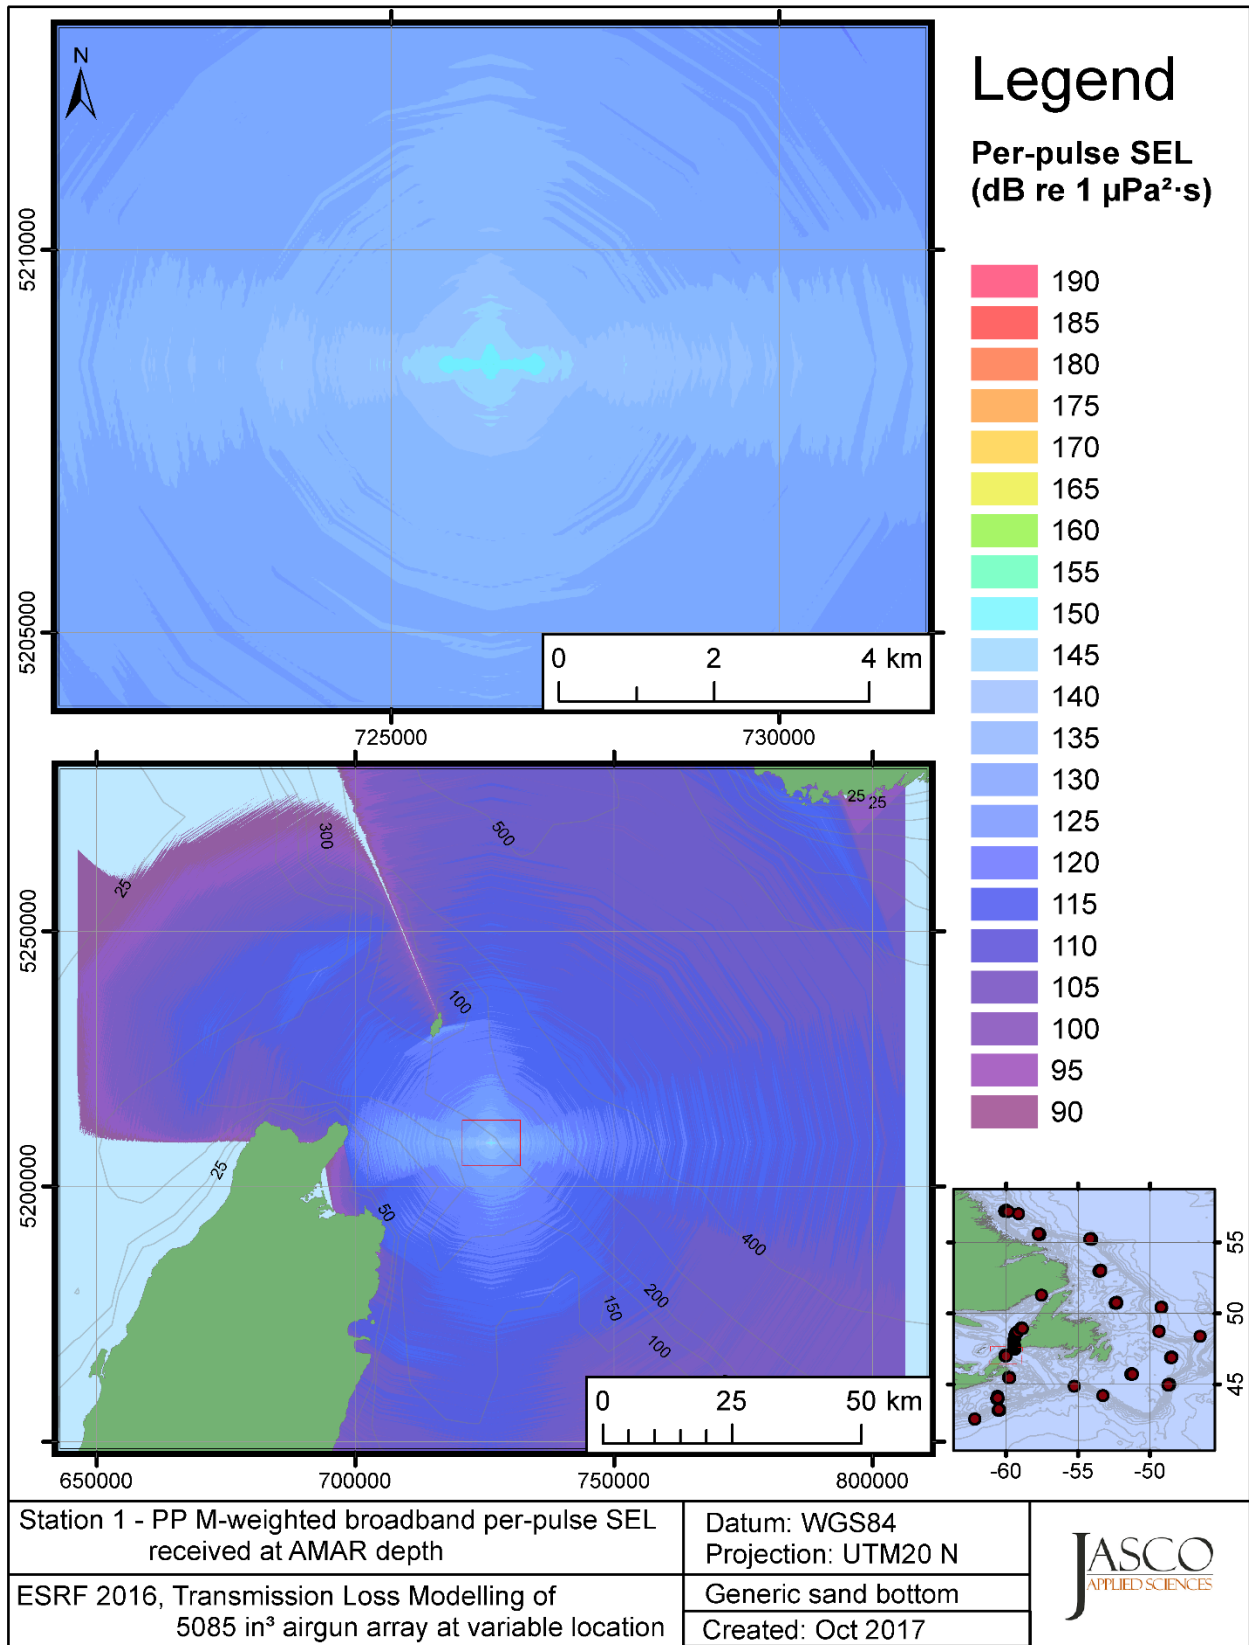 N
5210000
5205000
0 2 4 km
725000 730000
Legend
Per-pulse SEL
(dB re 1 µPa²·s)
190
185
180
175
170
165
160
155
150
145
140
135
130
125
120
115
110
105
100
95
90
5250000
5200000
25
300
500
25 25
100
25
50
400
200
150
100
0 25 50 km
650000 700000 750000 800000
55
50
45
-60 -55 -50
Station 1 - PP M-weighted broadband per-pulse SEL
received at AMAR depth
ESRF 2016, Transmission Loss Modelling of
5085 in³ airgun array at variable location
Datum: WGS84
Projection: UTM20 N
Generic sand bottom
Created: Oct 2017
JASCO
APPLIED SCIENCES